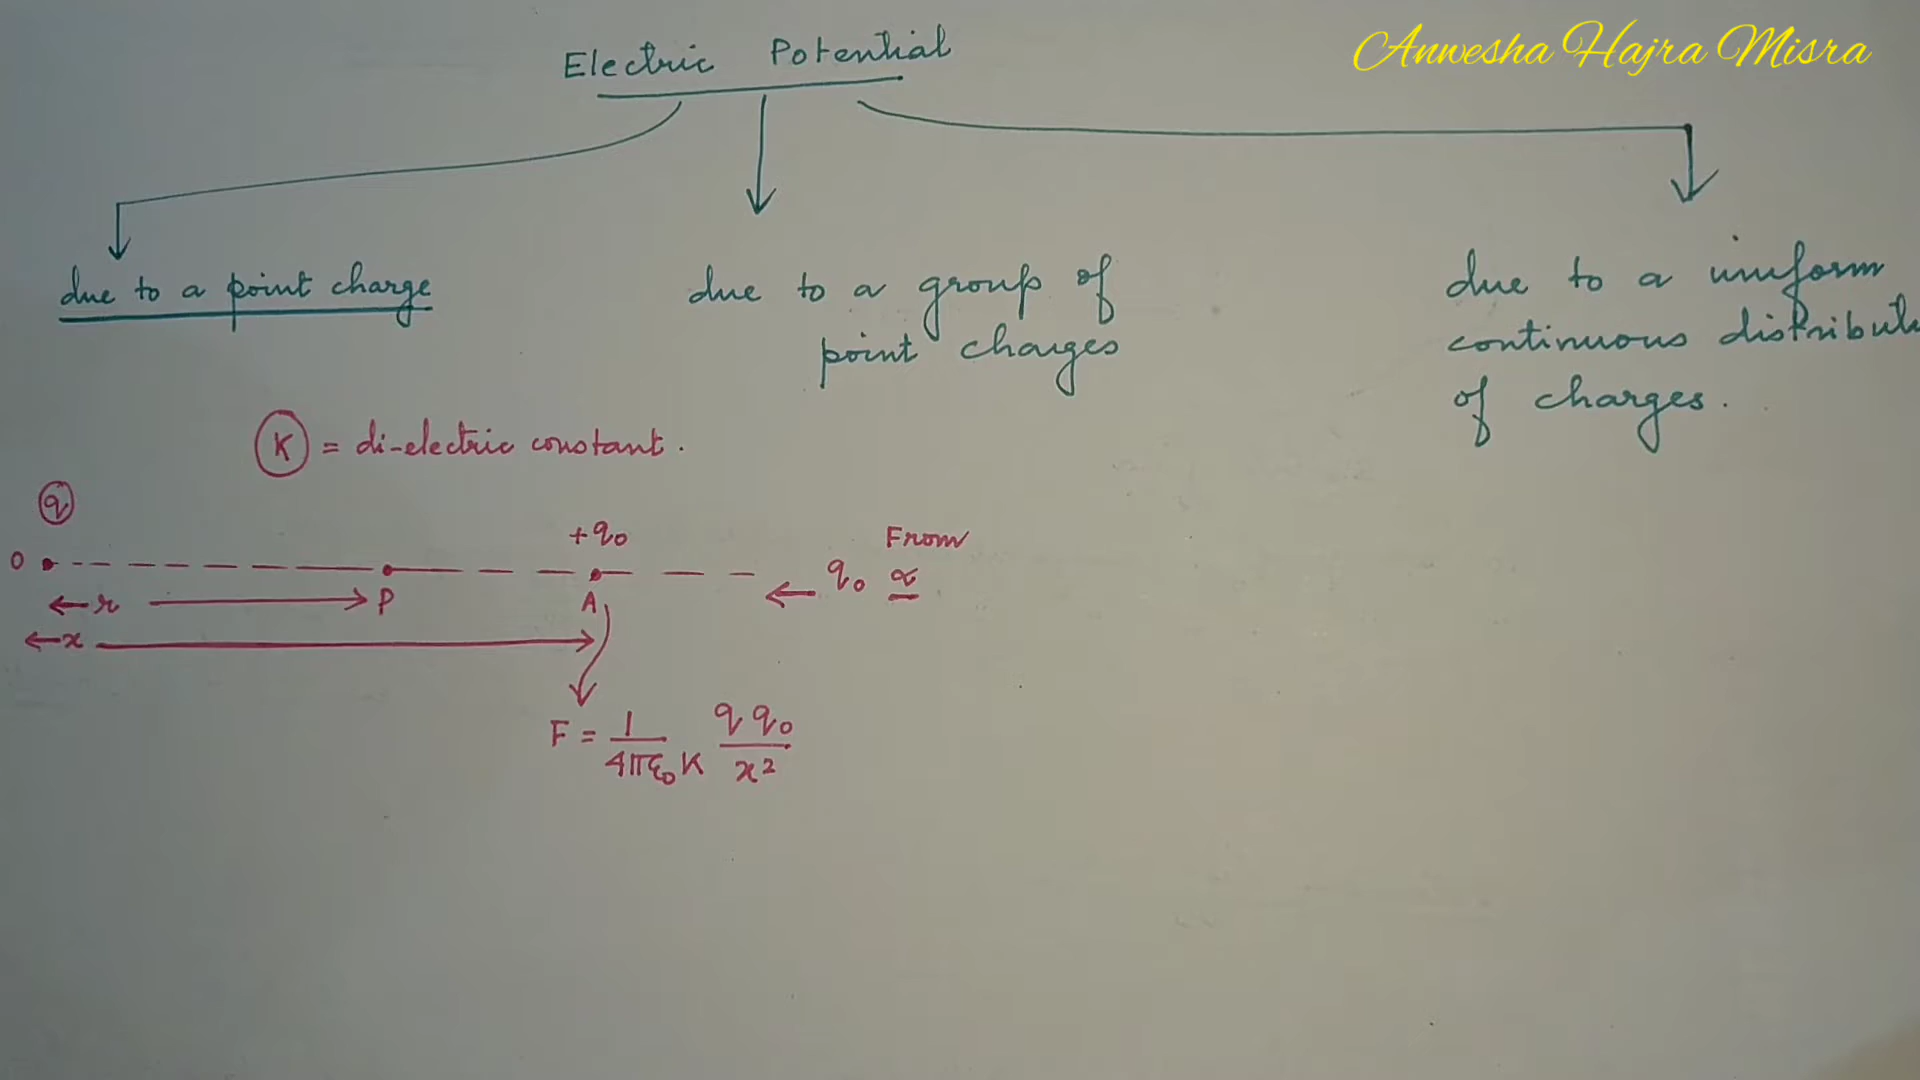 Anwesha Hajra Misra
Electric Potential
due to a point charge
due to a group of
point charges
due to a uniform
continuous distribut
of charges.
K = di-electric constant.
q
+q₀
From
O
q₀ ∝
r
P
A
x
F = 1/4πε₀K qq₀/x²